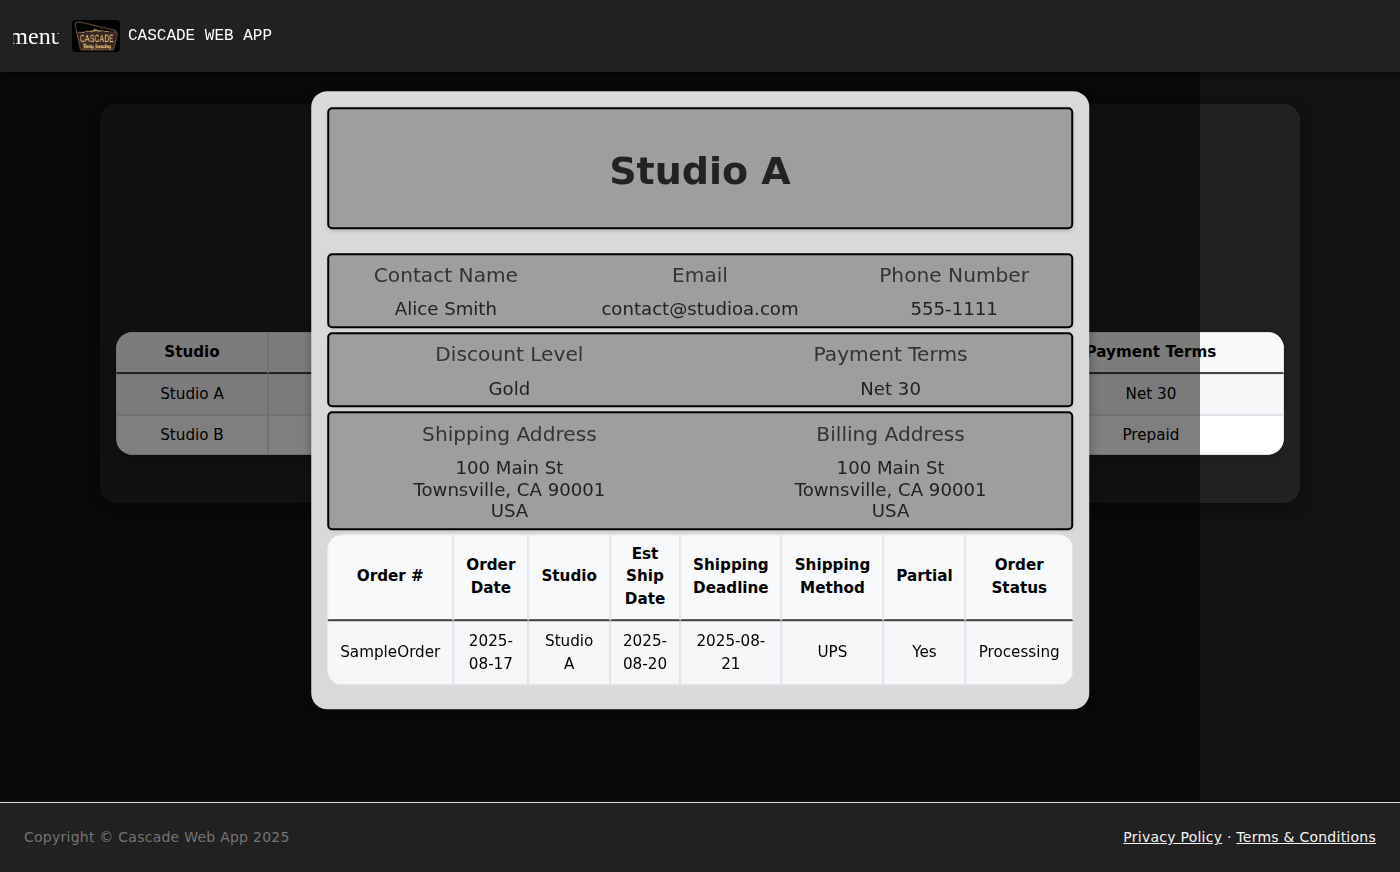 menu
CASCADE
Body Jewelry
CASCADE WEB APP
Studio A
Contact Name Email Phone Number
Alice Smith contact@studioa.com 555-1111
Discount Level Payment Terms
Gold Net 30
Shipping Address Billing Address
100 Main St 100 Main St
Townsville, CA 90001 Townsville, CA 90001
USA USA
Order # Order Date Studio Est Ship Date Shipping Deadline Shipping Method Partial Order Status
SampleOrder 2025-08-17 Studio A 2025-08-20 2025-08-21 UPS Yes Processing
Studio Payment Terms
Studio A Net 30
Studio B Prepaid
Copyright © Cascade Web App 2025
Privacy Policy · Terms & Conditions